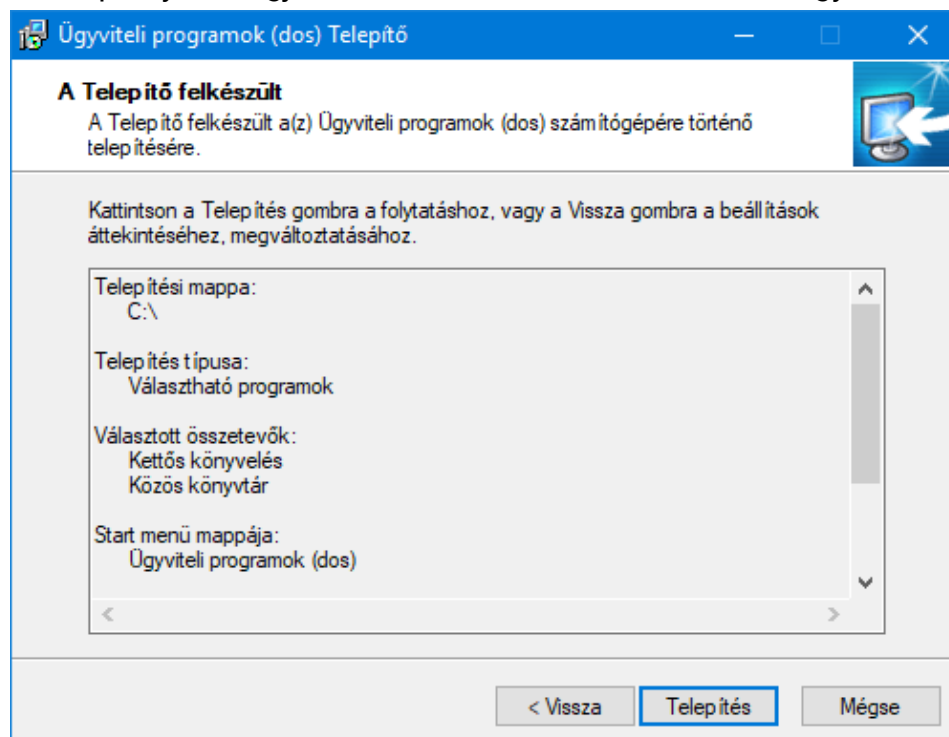 Ügyviteli programok (dos) Telepítő
A Telepítő felkészült
A Telepítő felkészült a(z) Ügyviteli programok (dos) számítógépére történő
telepítésére.
Kattintson a Telepítés gombra a folytatáshoz, vagy a Vissza gombra a beállítások
áttekintéséhez, megváltoztatásához.
Telepítési mappa:
C:\
Telepítés típusa:
Választható programok
Választott összetevők:
Kettős könyvelés
Közös könyvtár
Start menü mappája:
Ügyviteli programok (dos)
< Vissza
Telepítés
Mégse